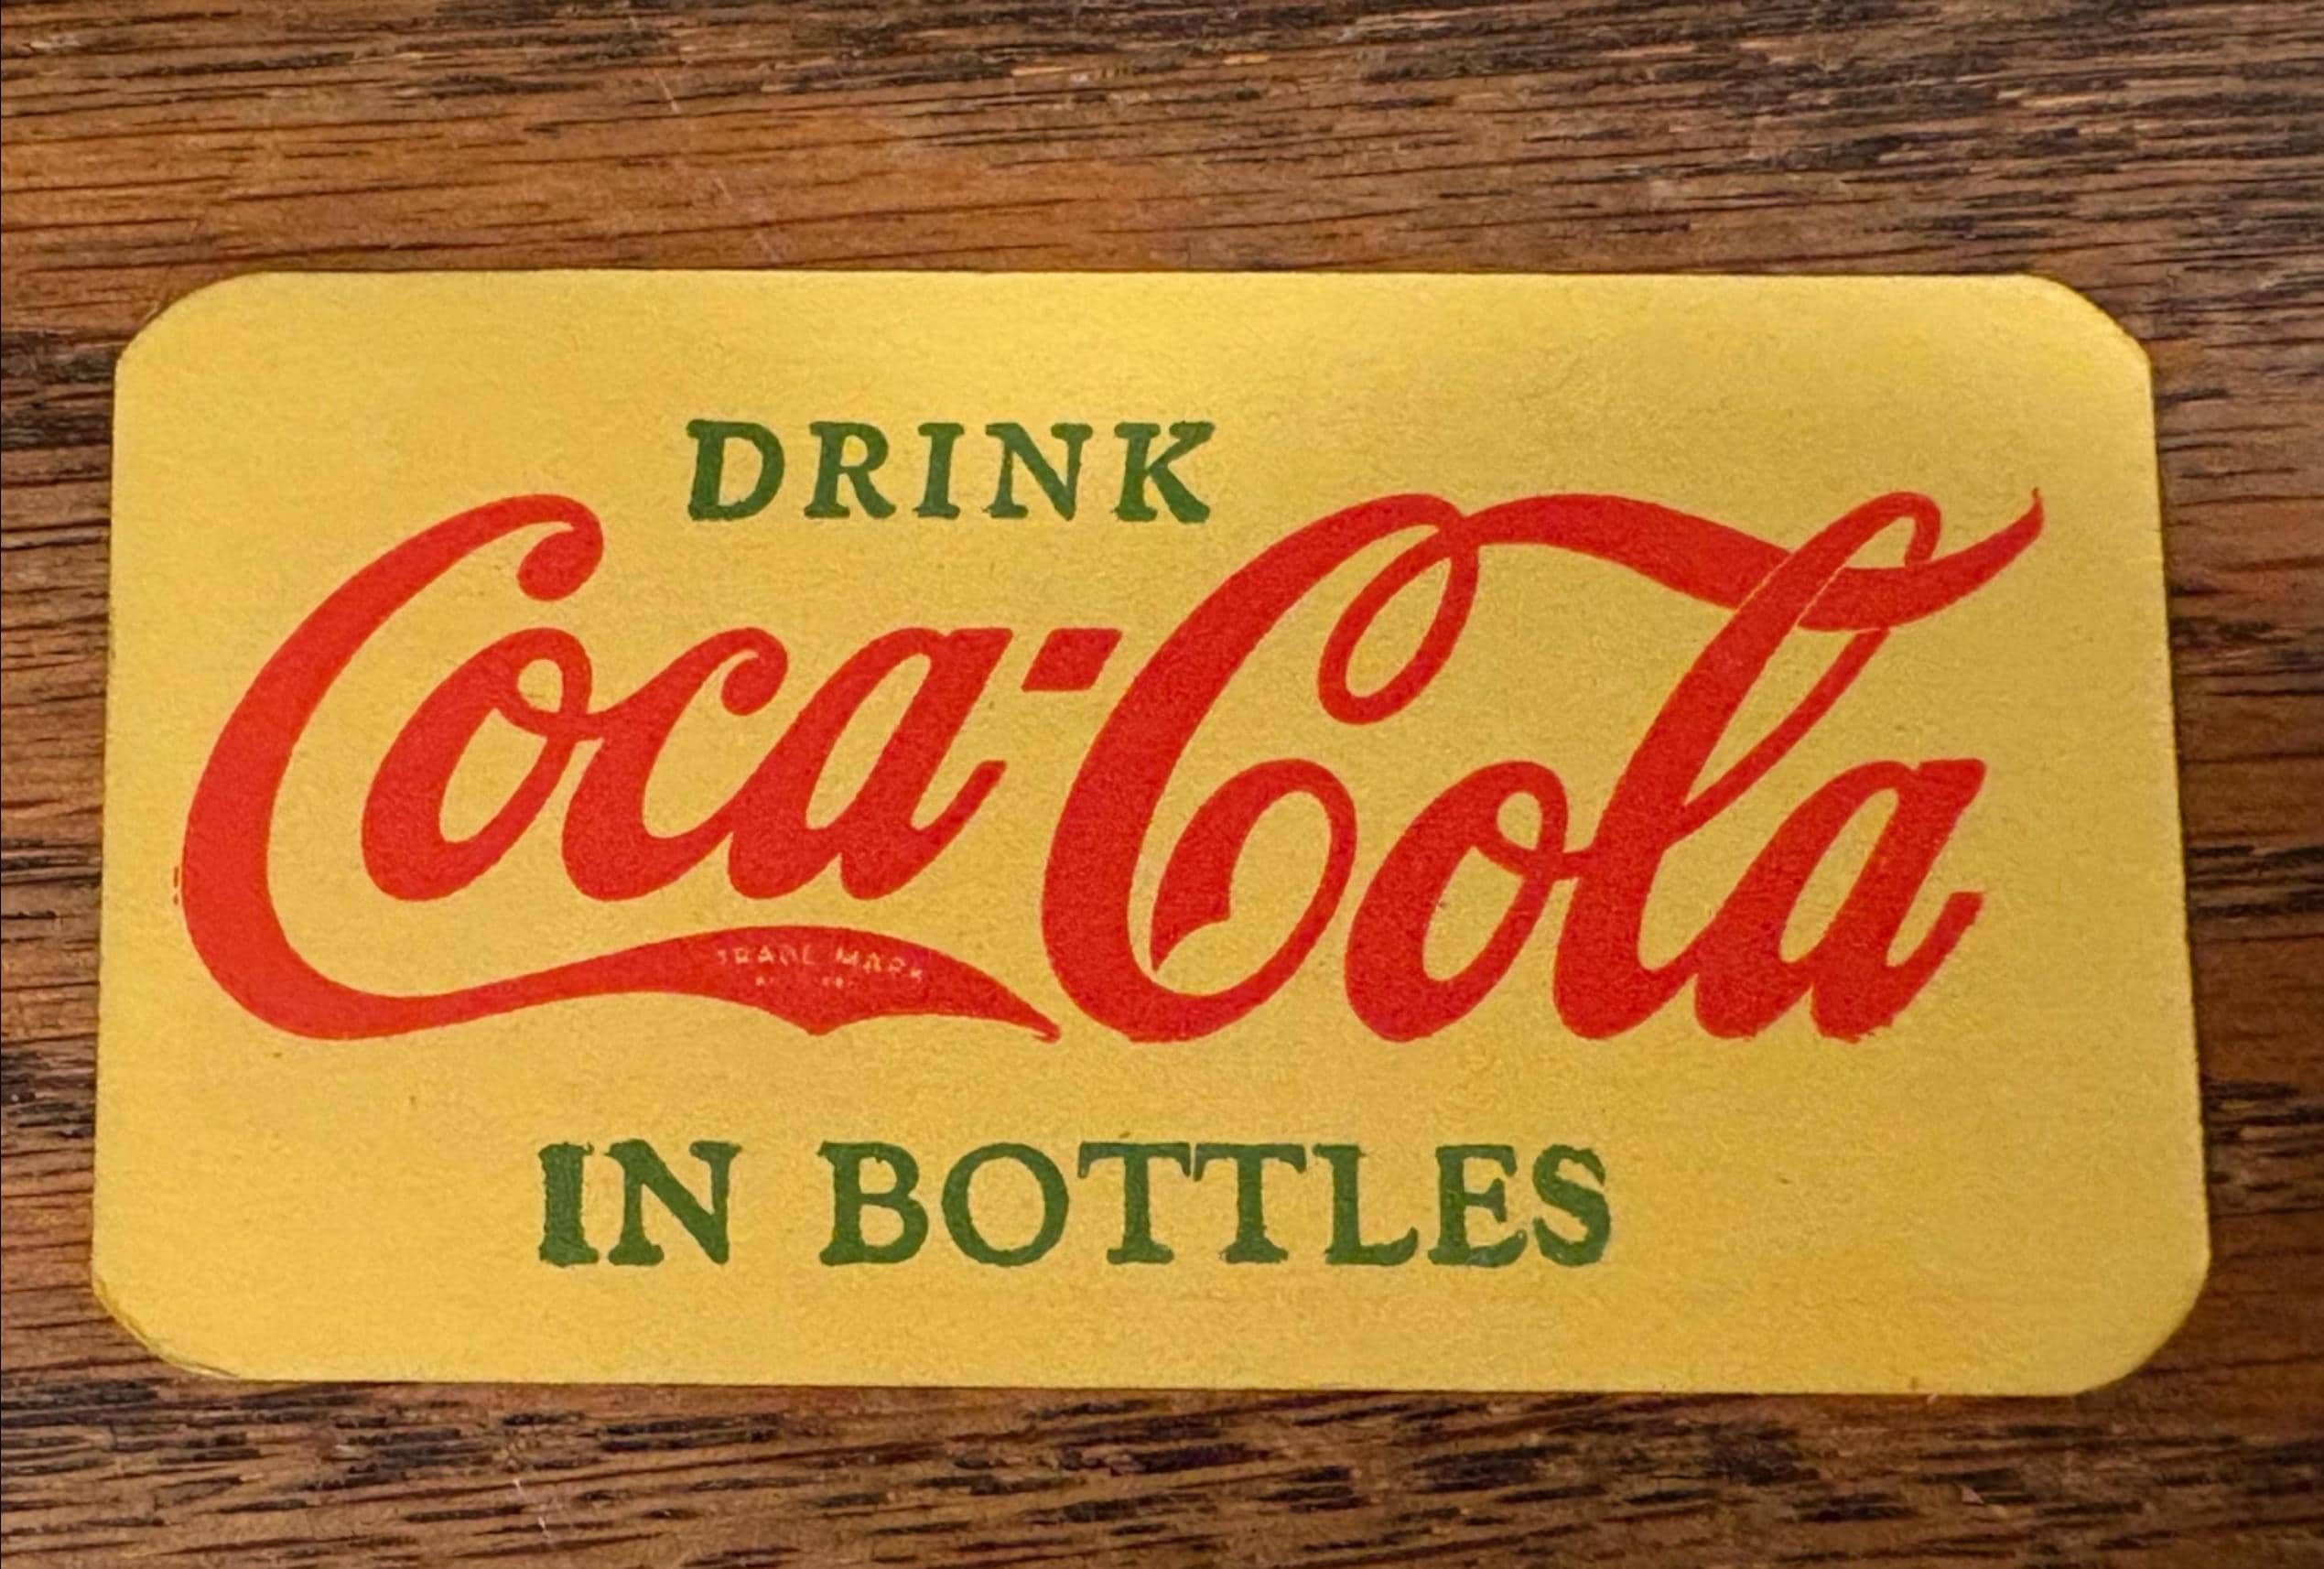 DRINK
Coca-Cola
TRADE MARK
IN BOTTLES